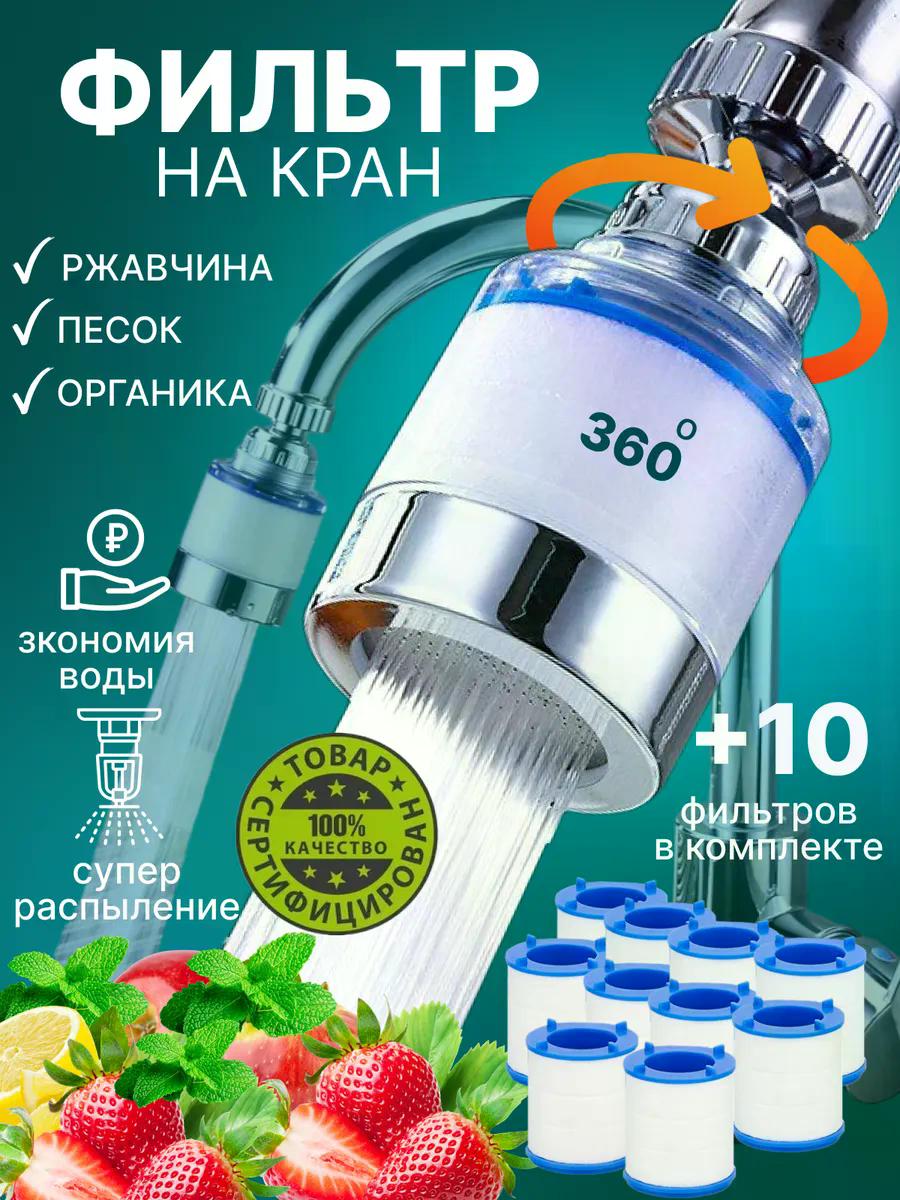 ФИЛЬТР
НА КРАН
РЖАВЧИНА
ПЕСОК
ОРГАНИКА
360°
₽
зкономия
воды
супер
распыление
ТОВАР
СЕРТИФИЦИРОВАН
100%
КАЧЕСТВО
+10
фильтров
в комплекте